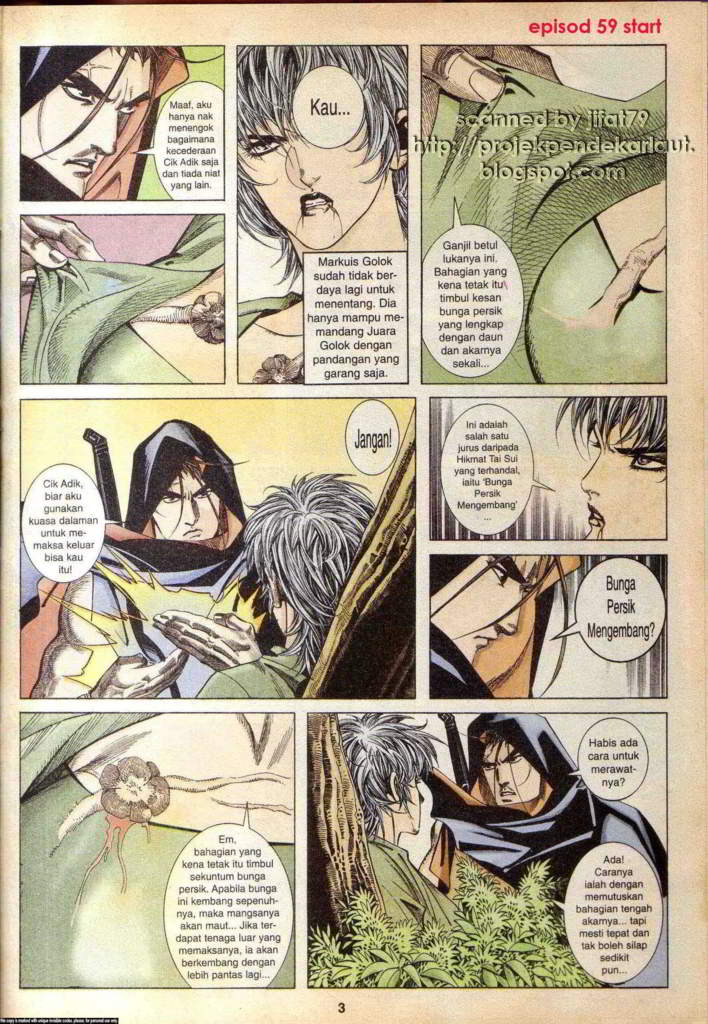 episod 59 start
Maaf, aku
hanya nak
menengok
bagaimana
kecederaan
Cik Adik saja
dan tiada niat
yang lain.
Kau...
Markuis Golok
sudah tidak ber-
daya lagi untuk
menentang. Dia
hanya mampu me-
mandang Juara
Golok dengan
pandangan yang
garang saja.
scanned by jifat79
http://projekpendekarlaut.
blogspot.com
Ganjil betul
lukanya ini.
Bahagian yang
kena tetak itu
timbul kesan
bunga persik
yang lengkap
dengan daun
dan akarnya
sekali...
Cik Adik,
biar aku
gunakan
kuasa dalaman
untuk me-
maksa keluar
bisa kau
itu!
Jangan!
Ini adalah
salah satu
jurus daripada
Hikmat Tai Sui
yang terhandal,
iaitu 'Bunga
Persik
Mengembang'
...
Bunga
Persik
Mengembang?
Em,
bahagian yang
kena tetak itu timbul
sekuntum bunga
persik. Apabila bunga
ini kembang sepenuh-
nya, maka mangsanya
akan maut... Jika ter-
dapat tenaga luar yang
memaksanya, ia akan
berkembang dengan
lebih pantas lagi...
Habis ada
cara untuk
merawat-
nya?
Ada!
Caranya
ialah dengan
memutuskan
bahagian tengah
akarnya... tapi
mesti tepat dan
tak boleh silap
sedikit
pun...
3